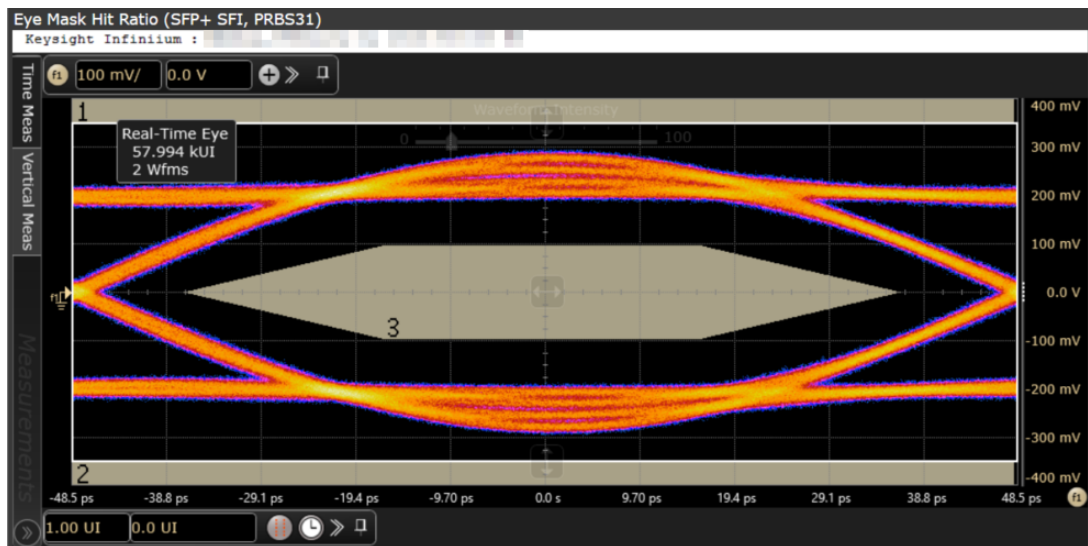 Eye Mask Hit Ratio (SFP+ SFI, PRBS31)
Keysight Infiniium :
Time Meas
Vertical Meas
Measurements
f1 100 mV/ 0.0 V
1
Waveform Intensity
0 100
Real-Time Eye
57.994 kUI
2 Wfms
400 mV
300 mV
200 mV
100 mV
0.0 V
-100 mV
-200 mV
-300 mV
-400 mV
f1
3
2
-48.5 ps -38.8 ps -29.1 ps -19.4 ps -9.70 ps 0.0 s 9.70 ps 19.4 ps 29.1 ps 38.8 ps 48.5 ps f1
1.00 UI 0.0 UI